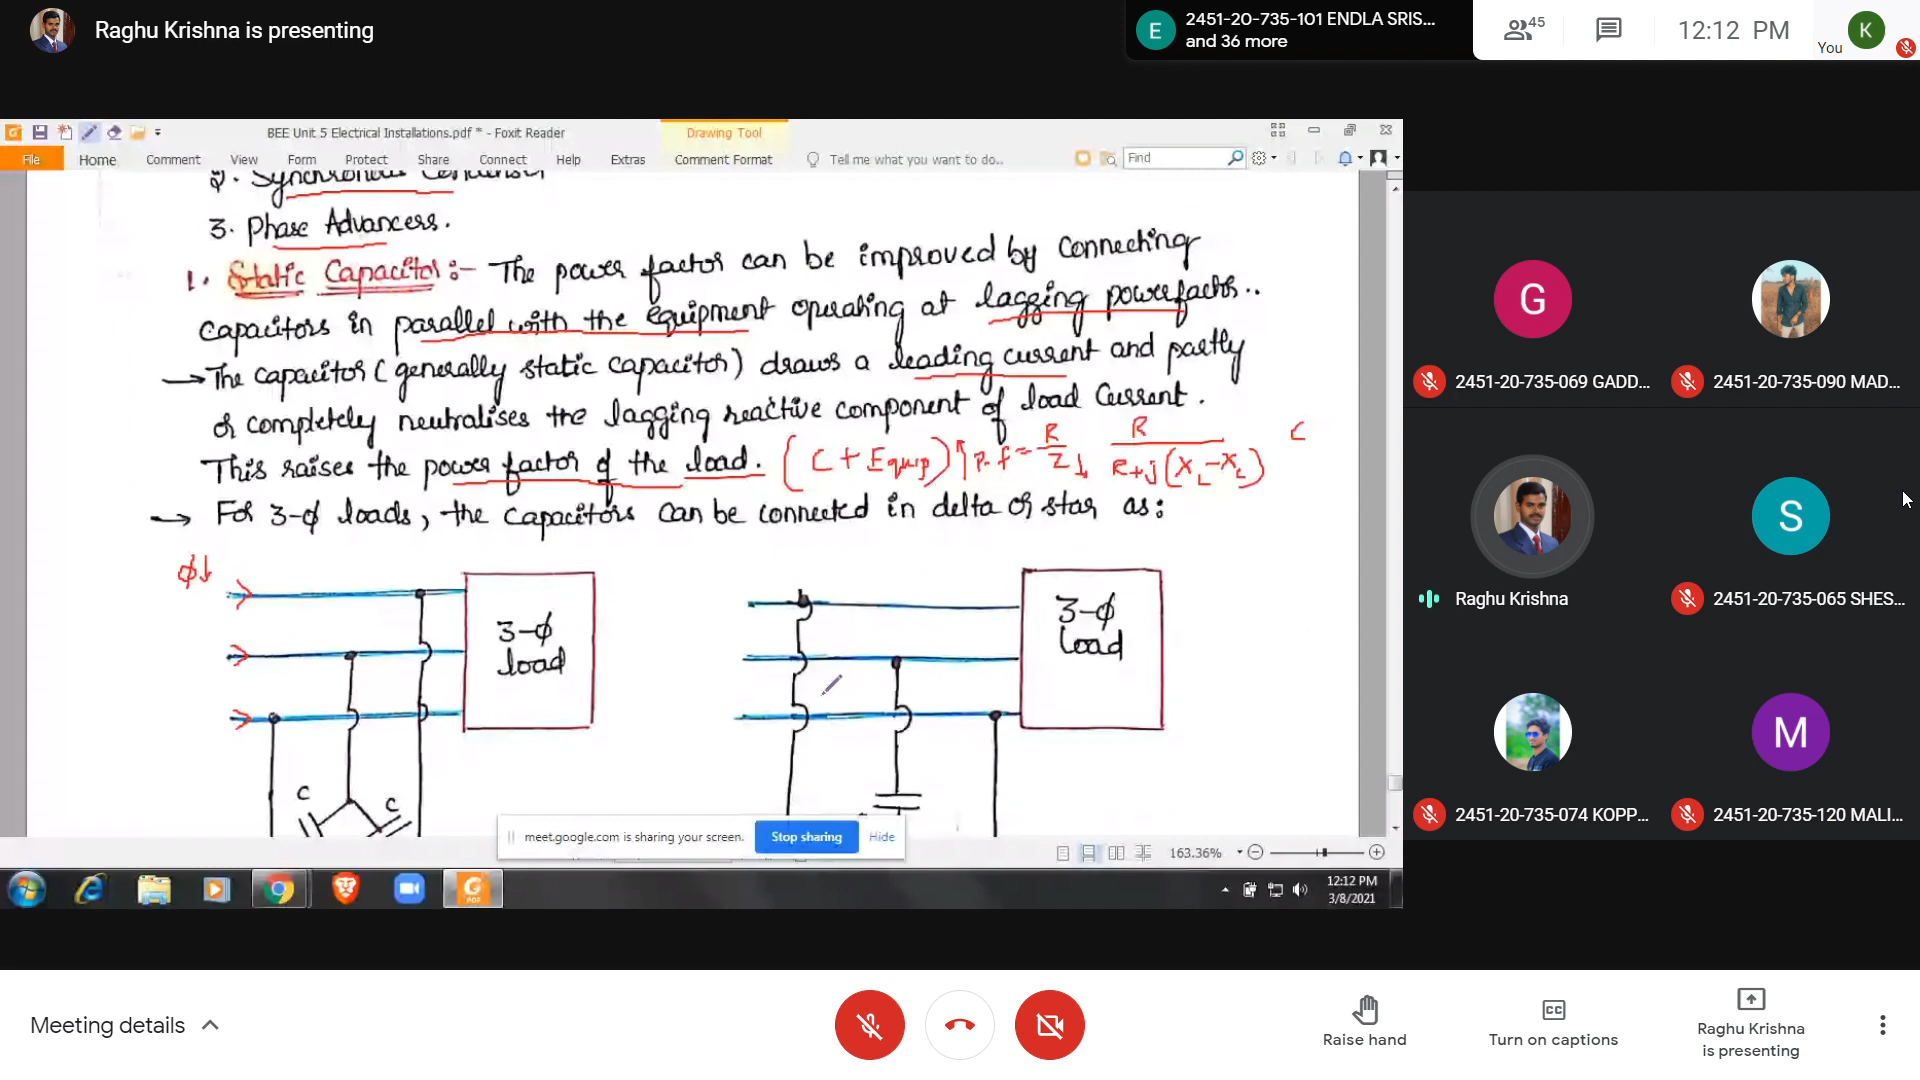 Raghu Krishna is presenting
E
2451-20-735-101 ENDLA SRIS...
and 36 more
45
12:12 PM
You
K
BEE Unit 5 Electrical Installations.pdf * - Foxit Reader
Drawing Tool
File
Home
Comment
View
Form
Protect
Share
Connect
Help
Extras
Comment Format
Tell me what you want to do..
Find
2. Synchronous Condenser
3. Phase Advancers.
1. Static Capacitor:- The power factor can be improved by connecting
capacitors in parallel with the equipment operating at lagging powerfactor..
→ The capacitor (generally static capacitor) draws a leading current and partly
or completely neutralises the lagging reactive component of load current.
This raises the power factor of the load. (C + Equip) ↑ p.f = R/Z ↓ R/R+j(XL-XC) C
→ For 3-φ loads, the capacitors can be connected in delta or star as:
φ↓
3-φ
load
3-φ
load
C
C
meet.google.com is sharing your screen.
Stop sharing
Hide
163.36%
12:12 PM
3/8/2021
G
2451-20-735-069 GADD...
2451-20-735-090 MAD...
Raghu Krishna
S
2451-20-735-065 SHES...
2451-20-735-074 KOPP...
M
2451-20-735-120 MALI...
Meeting details
Raise hand
Turn on captions
Raghu Krishna
is presenting